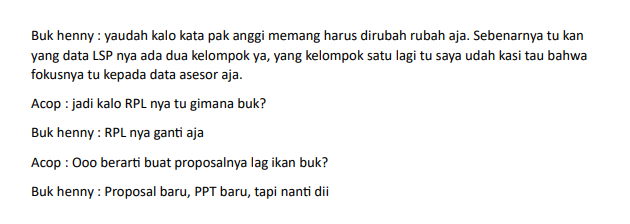 Buk henny : yaudah kalo kata pak anggi memang harus dirubah rubah aja. Sebenarnya tu kan
yang data LSP nya ada dua kelompok ya, yang kelompok satu lagi tu saya udah kasi tau bahwa
fokusnya tu kepada data asesor aja.
Acop : jadi kalo RPL nya tu gimana buk?
Buk henny : RPL nya ganti aja
Acop : Ooo berarti buat proposalnya lag ikan buk?
Buk henny : Proposal baru, PPT baru, tapi nanti dii